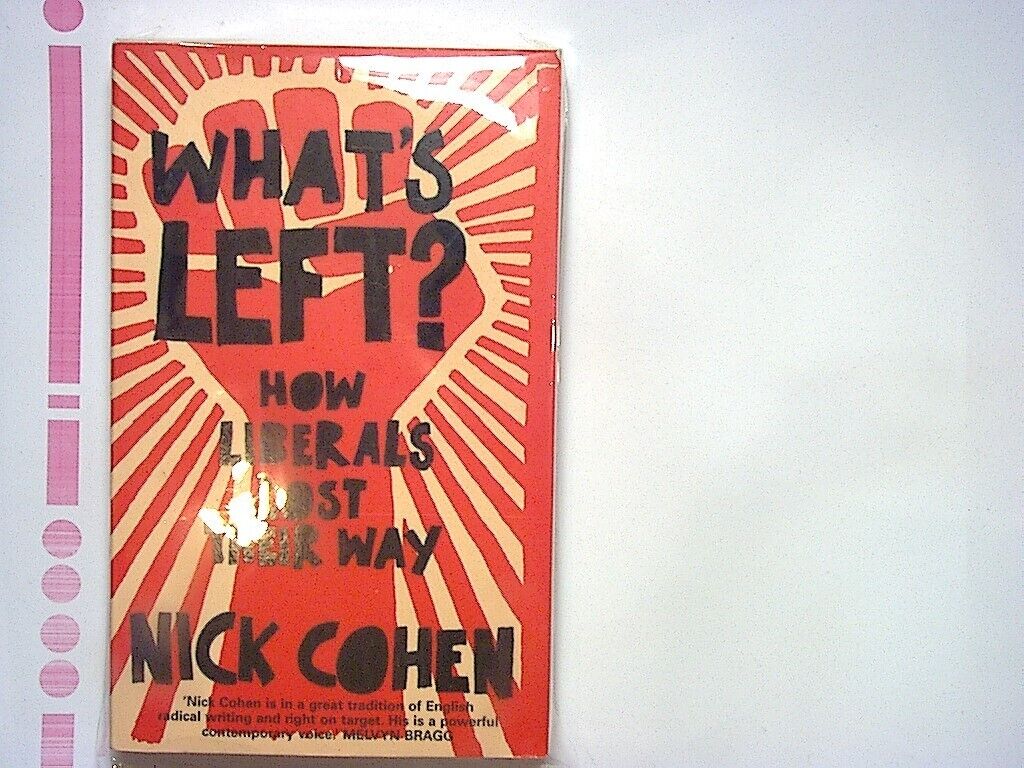 WHAT'S
LEFT?
HOW
LIBERALS
LOST
THEIR WAY
NICK COHEN
'Nick Cohen is in a great tradition of English
radical writing and right on target. His is a powerful
contemporary voice.' MELVYN BRAGG